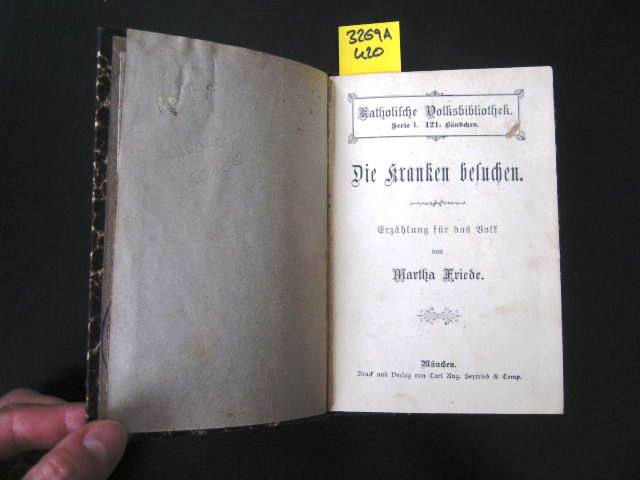 3269A
420
Katholische Volksbibliothek.
Serie I. 121. Bändchen.
Die Kranken besuchen.
Erzählung für das Volk
von
Martha Friede.
München.
Druck und Verlag von Carl Aug. Seyfried & Comp.